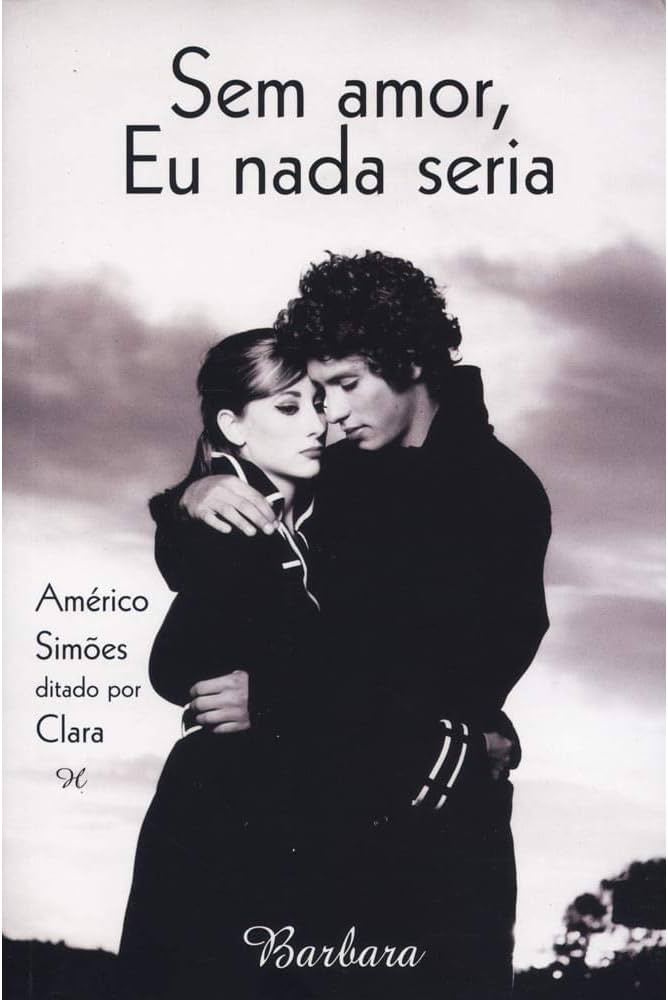 Sem amor,
Eu nada seria
Américo
Simões
ditado por
Clara
H.
Barbara